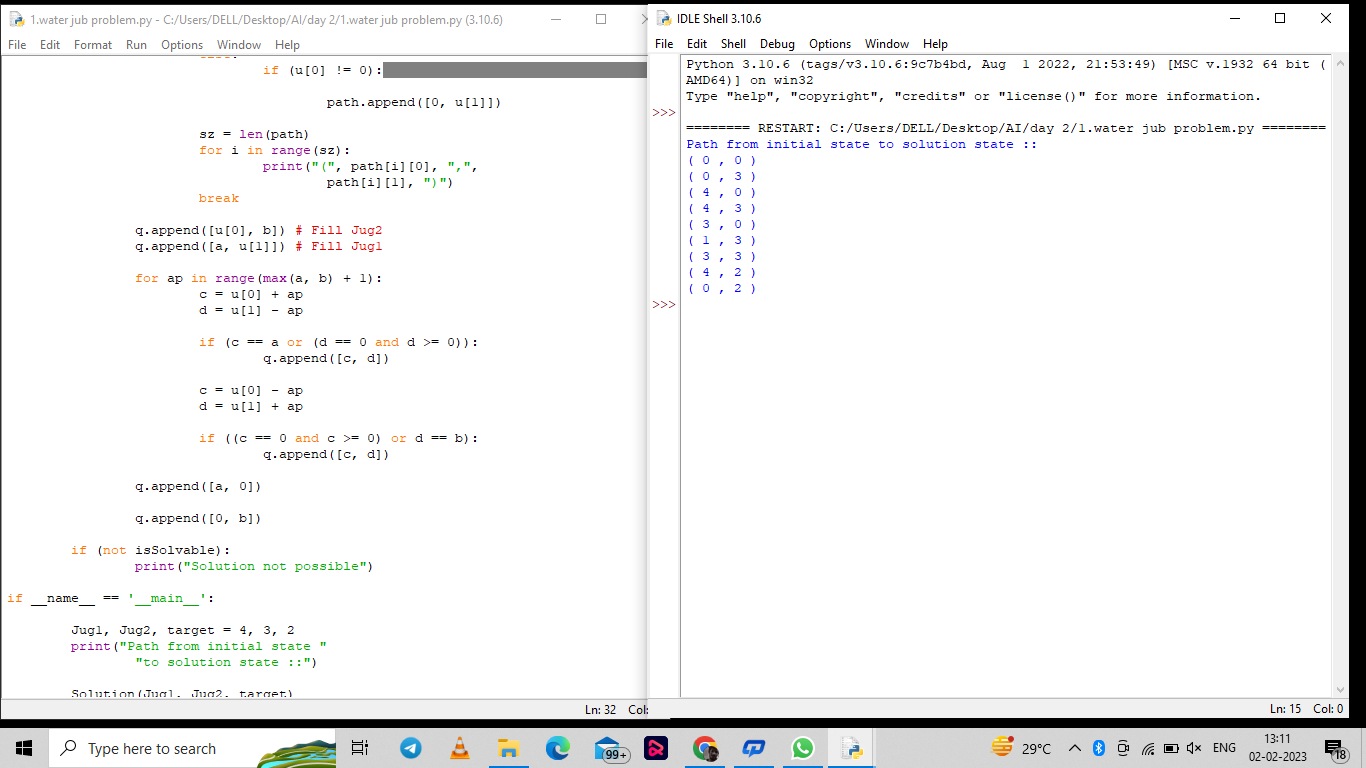 1.water jub problem.py - C:/Users/DELL/Desktop/AI/day 2/1.water jub problem.py (3.10.6)
File Edit Format Run Options Window Help
if (u[0] != 0):
path.append([0, u[1]])
sz = len(path)
for i in range(sz):
print("(", path[i][0], ",",
path[i][1], ")")
break
q.append([u[0], b]) # Fill Jug2
q.append([a, u[1]]) # Fill Jug1
for ap in range(max(a, b) + 1):
c = u[0] + ap
d = u[1] - ap
if (c == a or (d == 0 and d >= 0)):
q.append([c, d])
c = u[0] - ap
d = u[1] + ap
if ((c == 0 and c >= 0) or d == b):
q.append([c, d])
q.append([a, 0])
q.append([0, b])
if (not isSolvable):
print("Solution not possible")
if __name__ == '__main__':
Jug1, Jug2, target = 4, 3, 2
print("Path from initial state "
"to solution state ::")
Solution(Jug1, Jug2, target)
Ln: 32 Col:
IDLE Shell 3.10.6
File Edit Shell Debug Options Window Help
Python 3.10.6 (tags/v3.10.6:9c7b4bd, Aug  1 2022, 21:53:49) [MSC v.1932 64 bit (
AMD64)] on win32
Type "help", "copyright", "credits" or "license()" for more information.
>>>
======== RESTART: C:/Users/DELL/Desktop/AI/day 2/1.water jub problem.py ========
Path from initial state to solution state ::
( 0 , 0 )
( 0 , 3 )
( 4 , 0 )
( 4 , 3 )
( 3 , 0 )
( 1 , 3 )
( 3 , 3 )
( 4 , 2 )
( 0 , 2 )
>>>
Ln: 15 Col: 0
Type here to search
99+
29°C
ENG
13:11
02-02-2023
18